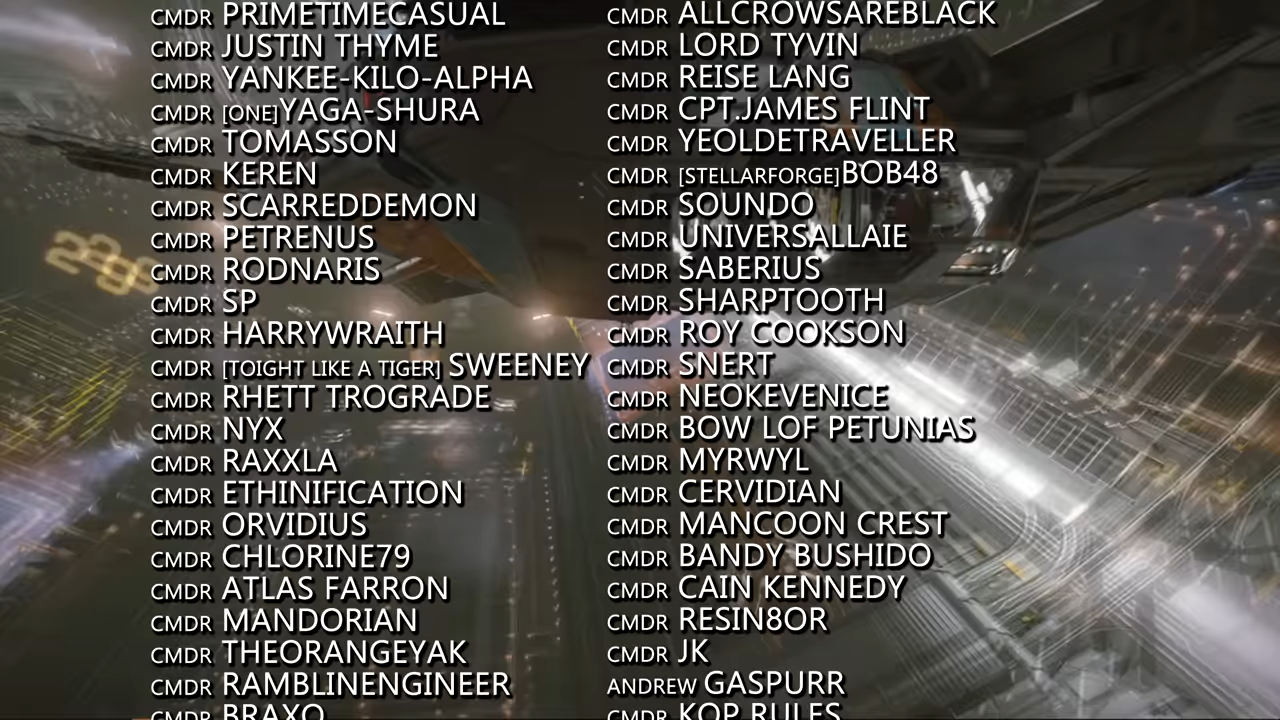 CMDR PRIMETIMECASUAL
CMDR JUSTIN THYME
CMDR YANKEE-KILO-ALPHA
CMDR [ONE]YAGA-SHURA
CMDR TOMASSON
CMDR KEREN
CMDR SCARREDDEMON
CMDR PETRENUS
CMDR RODNARIS
CMDR SP
CMDR HARRYWRAITH
CMDR [TOIGHT LIKE A TIGER] SWEENEY
CMDR RHETT TROGRADE
CMDR NYX
CMDR RAXXLA
CMDR ETHINIFICATION
CMDR ORVIDIUS
CMDR CHLORINE79
CMDR ATLAS FARRON
CMDR MANDORIAN
CMDR THEORANGEYAK
CMDR RAMBLINENGINEER
CMDR BRAXO
CMDR ALLCROWSAREBLACK
CMDR LORD TYVIN
CMDR REISE LANG
CMDR CPT.JAMES FLINT
CMDR YEOLDETRAVELLER
CMDR [STELLARFORGE]BOB48
CMDR SOUNDO
CMDR UNIVERSALLAIE
CMDR SABERIUS
CMDR SHARPTOOTH
CMDR ROY COOKSON
CMDR SNERT
CMDR NEOKEVENICE
CMDR BOW LOF PETUNIAS
CMDR MYRWYL
CMDR CERVIDIAN
CMDR MANCOON CREST
CMDR BANDY BUSHIDO
CMDR CAIN KENNEDY
CMDR RESIN8OR
CMDR JK
ANDREW GASPURR
CMDR KOP RULES